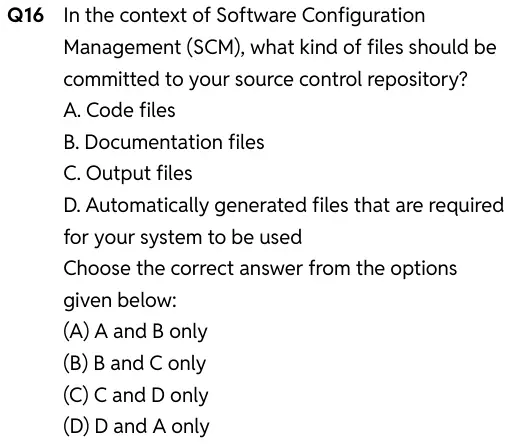 Q16 In the context of Software Configuration
Management (SCM), what kind of files should be
committed to your source control repository?
A. Code files
B. Documentation files
C. Output files
D. Automatically generated files that are required
for your system to be used
Choose the correct answer from the options
given below:
(A) A and B only
(B) B and C only
(C) C and D only
(D) D and A only